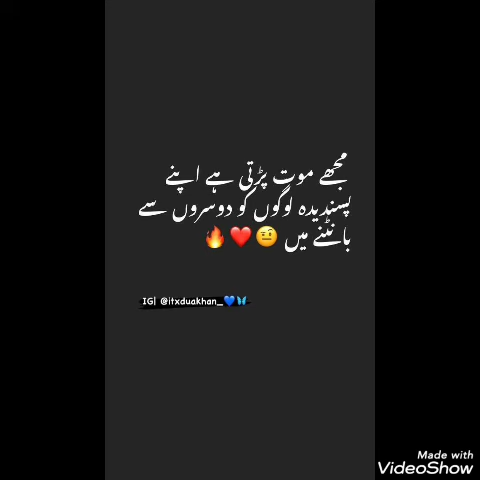 مجھے موت پڑتی ہے اپنے
پسندیدہ لوگوں کو دوسروں سے
بانٹنے میں 🤨❤️🔥
IG| @itxduakhan_💙🦋
Made with
VideoShow